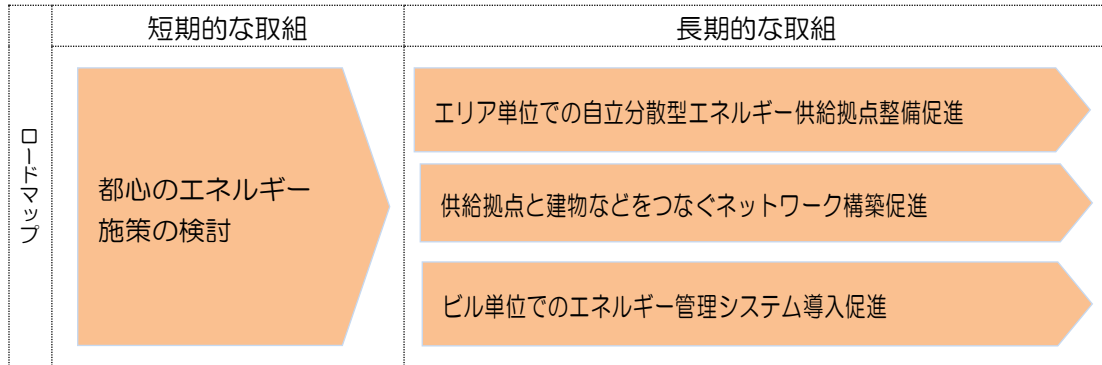 短期的な取組
長期的な取組
ロードマップ
都心のエネルギー
施策の検討
エリア単位での自立分散型エネルギー供給拠点整備促進
供給拠点と建物などをつなぐネットワーク構築促進
ビル単位でのエネルギー管理システム導入促進